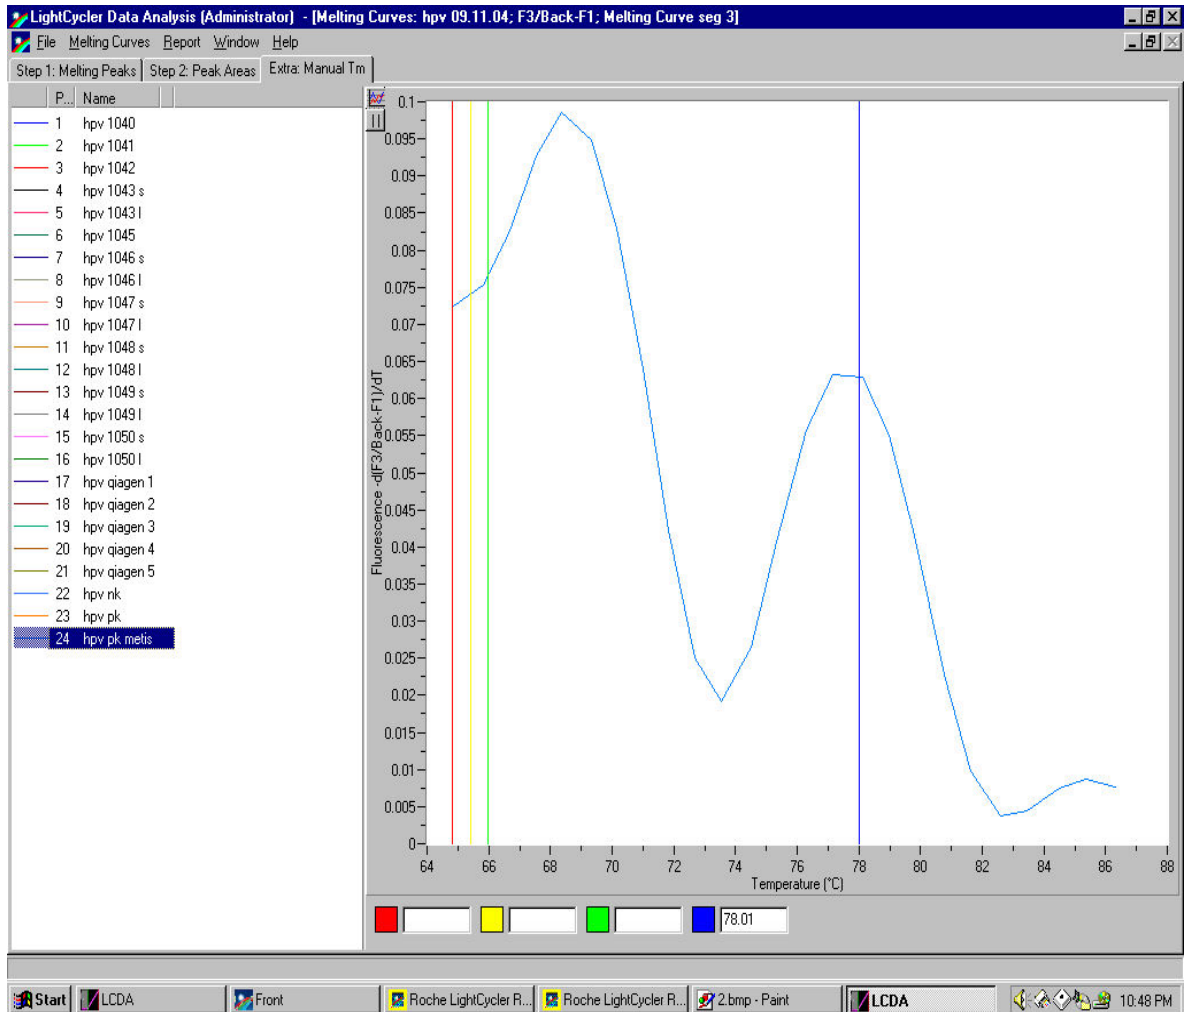 LightCycler Data Analysis (Administrator) - [Melting Curves: hpv 09.11.04; F3/Back-F1; Melting Curve seg 3]
File Melting Curves Report Window Help
Step 1: Melting Peaks Step 2: Peak Areas Extra: Manual Tm
P... Name
1 hpv 1040
2 hpv 1041
3 hpv 1042
4 hpv 1043 s
5 hpv 1043 l
6 hpv 1045
7 hpv 1046 s
8 hpv 1046 l
9 hpv 1047 s
10 hpv 1047 l
11 hpv 1048 s
12 hpv 1048 l
13 hpv 1049 s
14 hpv 1049 l
15 hpv 1050 s
16 hpv 1050 l
17 hpv qiagen 1
18 hpv qiagen 2
19 hpv qiagen 3
20 hpv qiagen 4
21 hpv qiagen 5
22 hpv nk
23 hpv pk
24 hpv pk metis
Fluorescence -d(F3/Back-F1)/dT
0.1
0.095
0.09
0.085
0.08
0.075
0.07
0.065
0.06
0.055
0.05
0.045
0.04
0.035
0.03
0.025
0.02
0.015
0.01
0.005
0
64 66 68 70 72 74 76 78 80 82 84 86 88
Temperature (°C)
78.01
Start LCDA Front Roche LightCycler R... Roche LightCycler R... 2.bmp - Paint LCDA 10:48 PM